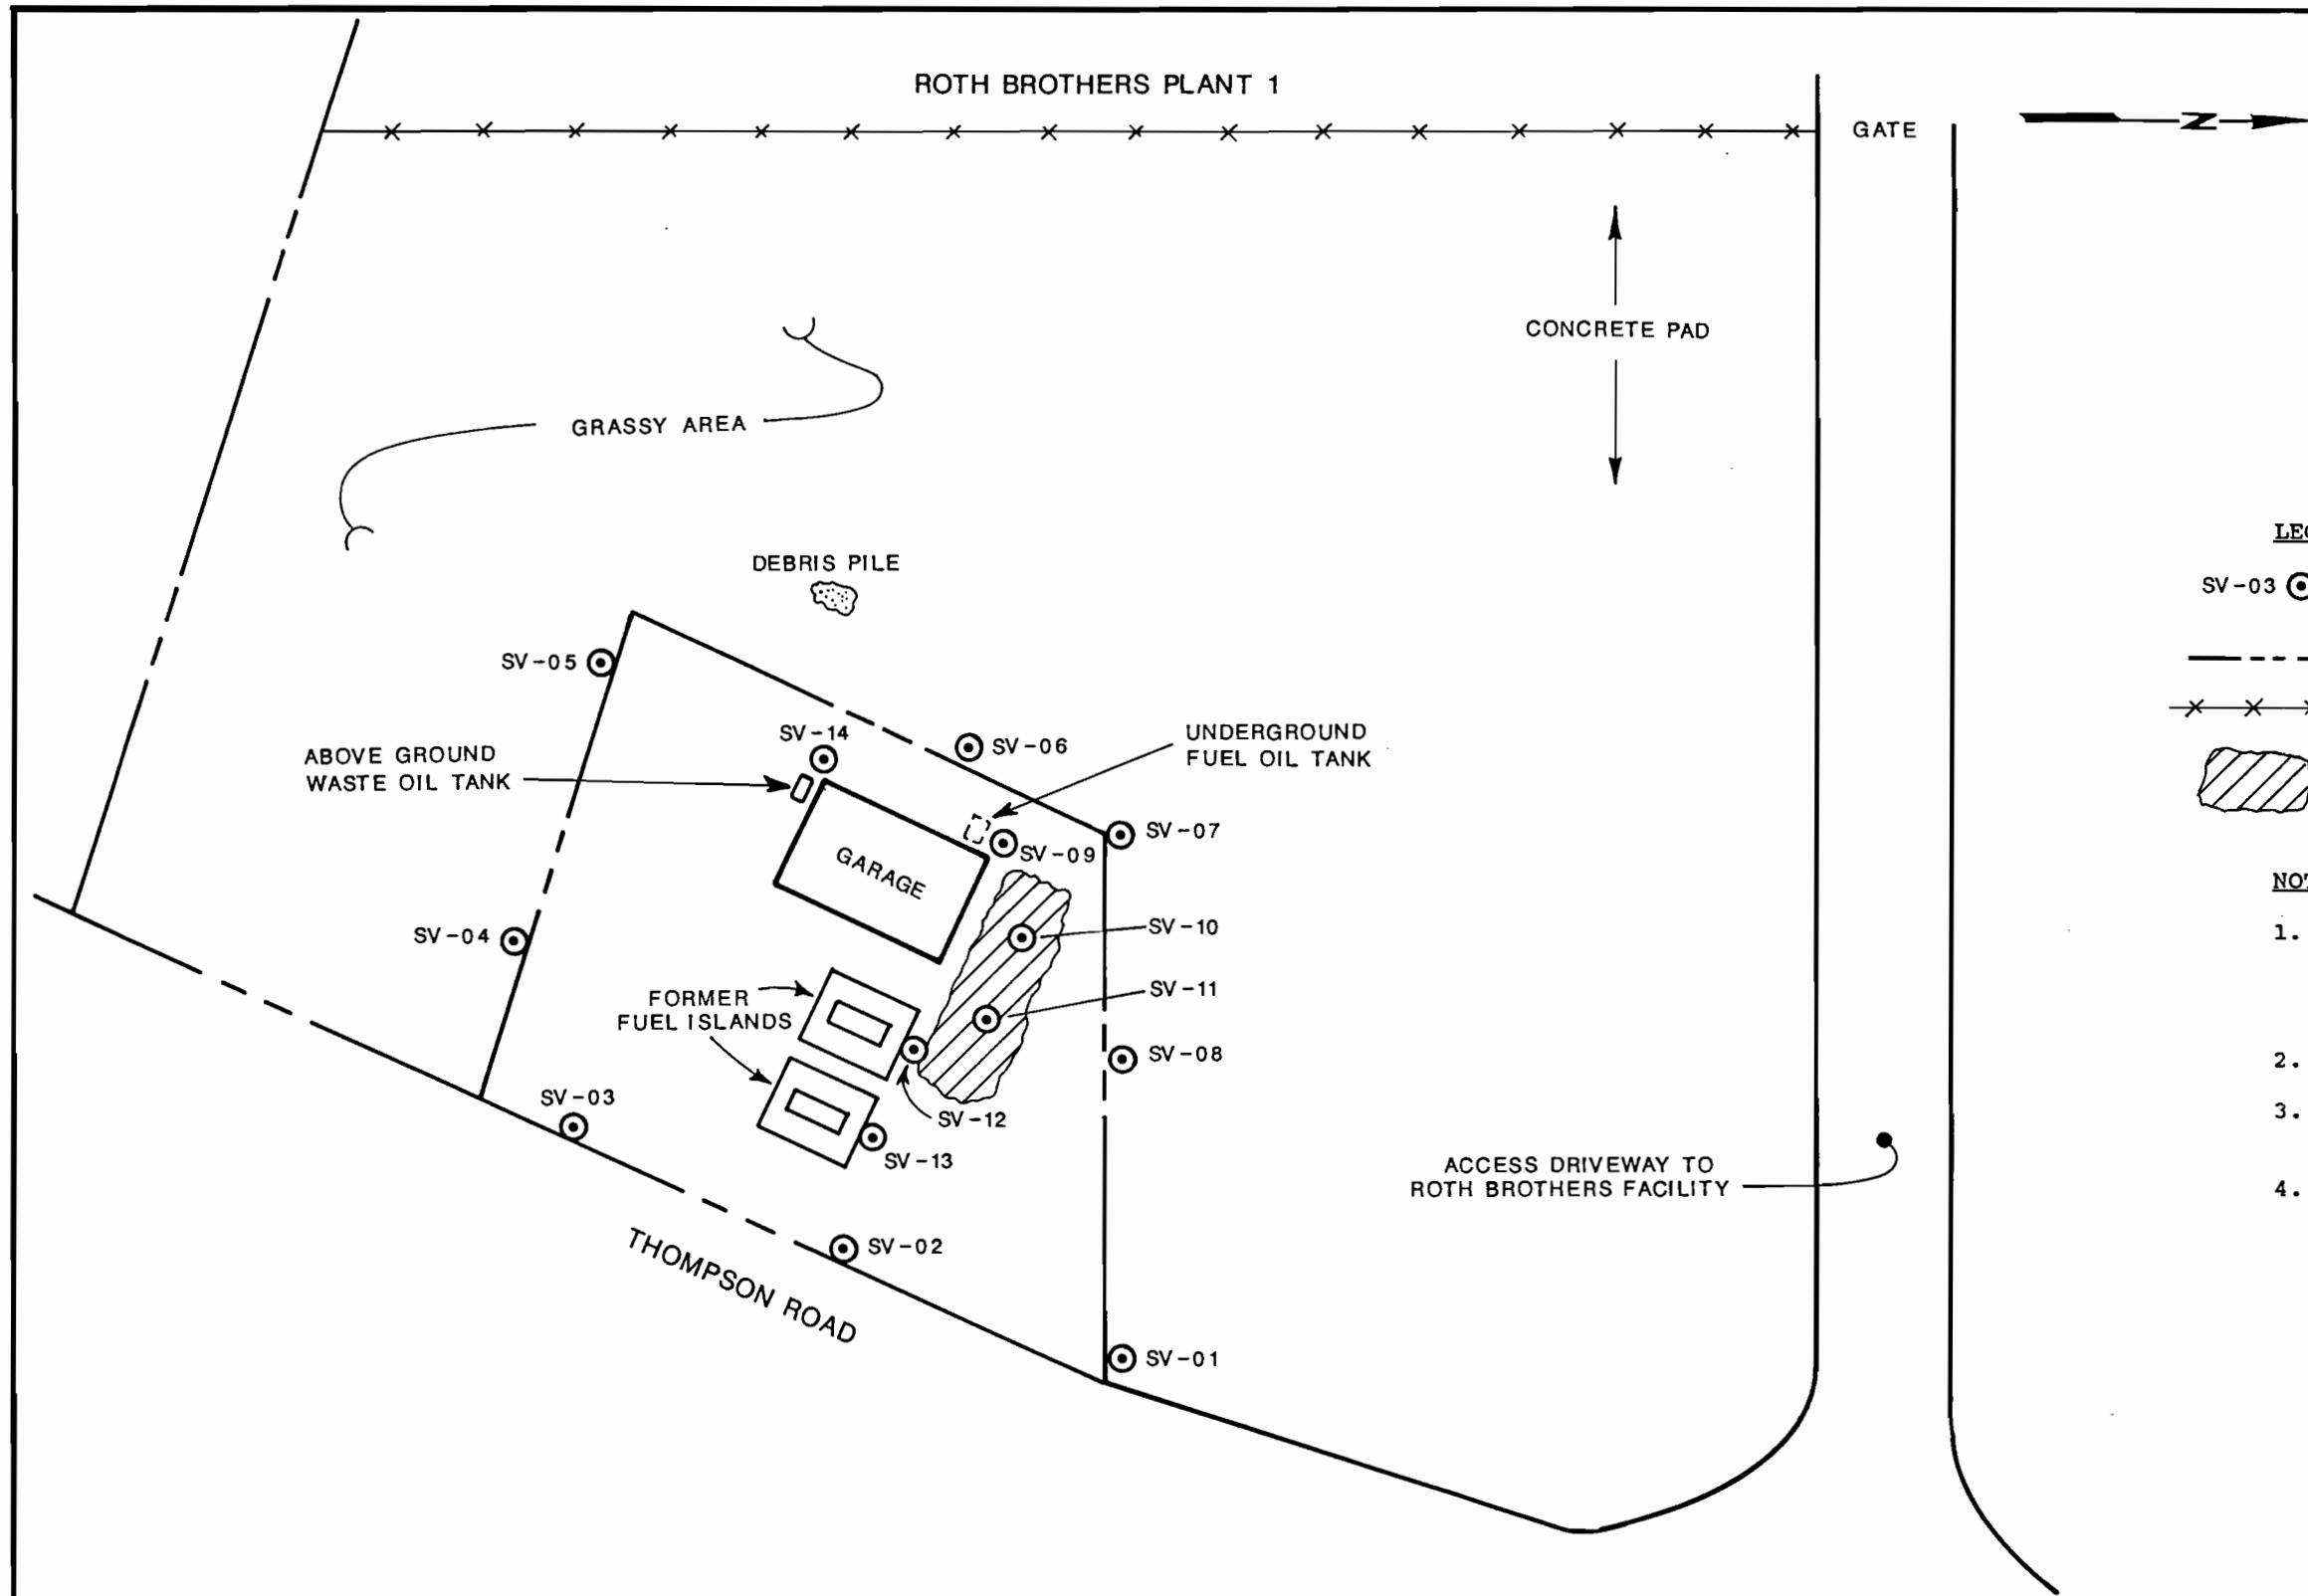 ROTH BROTHERS PLANT 1
GATE
N
CONCRETE PAD
GRASSY AREA
DEBRIS PILE
SV-05
SV-14
SV-06
UNDERGROUND
FUEL OIL TANK
ABOVE GROUND
WASTE OIL TANK
SV-07
SV-09
GARAGE
SV-10
SV-04
SV-11
FORMER
FUEL ISLANDS
SV-08
SV-03
SV-12
SV-13
ACCESS DRIVEWAY TO
ROTH BROTHERS FACILITY
SV-02
THOMPSON ROAD
SV-01
SV-03
1.
2.
3.
4.